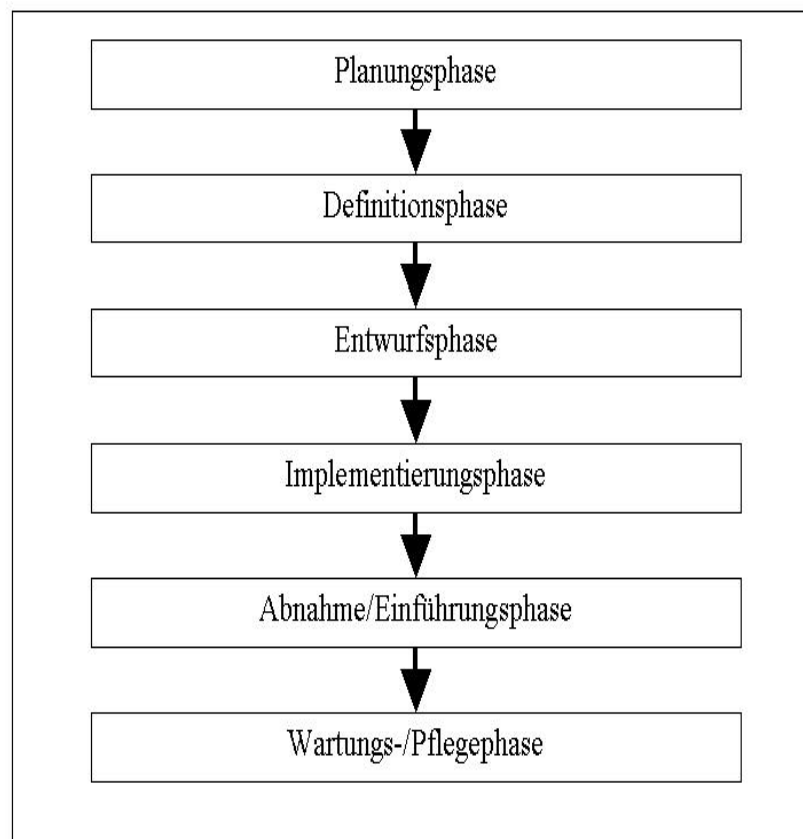 Planungsphase
Definitionsphase
Entwurfsphase
Implementierungsphase
Abnahme/Einführungsphase
Wartungs-/Pflegephase